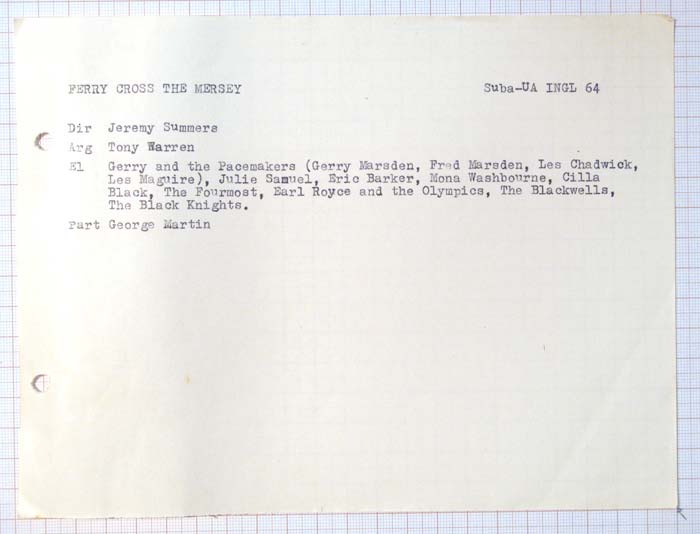 FERRY CROSS THE MERSEY Suba-UA INGL 64
Dir Jeremy Summers
Arg Tony Warren
El Gerry and the Pacemakers (Gerry Marsden, Fred Marsden, Les Chadwick,
Les Maguire), Julie Samuel, Eric Barker, Mona Washbourne, Cilla
Black, The Fourmost, Earl Royce and the Olympics, The Blackwells,
The Black Knights.
Part George Martin